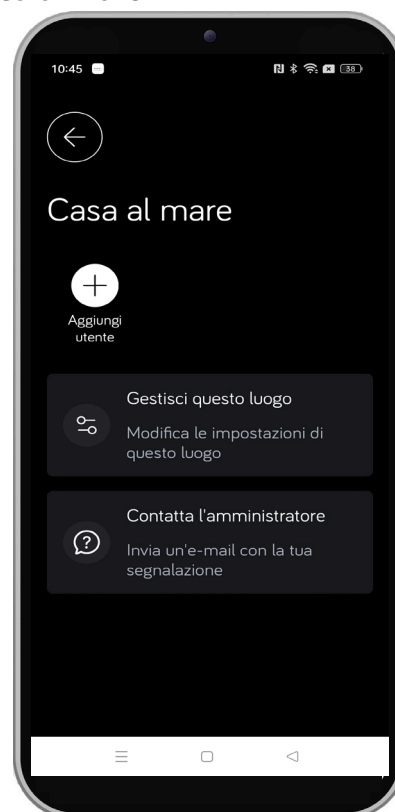 10:45
38
Casa al mare
Aggiungi
utente
Gestisci questo luogo
Modifica le impostazioni di
questo luogo
Contatta l'amministratore
Invia un'e-mail con la tua
segnalazione